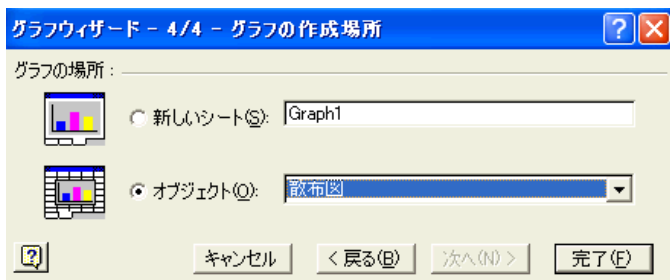 グラフウィザード - 4/4 - グラフの作成場所
グラフの場所:
新しいシート(S): Graph1
オブジェクト(O): 散布図
キャンセル < 戻る(B) 次へ(N) > 完了(F)